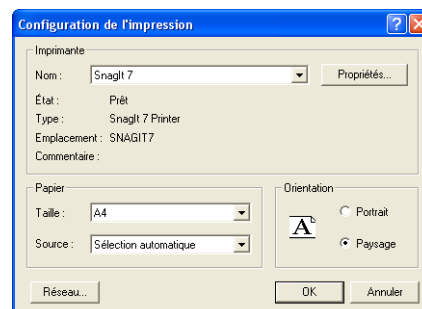 Configuration de l'impression
Imprimante
Nom : SnagIt 7 Propriétés...
État : Prêt
Type : SnagIt 7 Printer
Emplacement : SNAGIT7
Commentaire :
Papier
Taille : A4
Source : Sélection automatique
Orientation
A
Portrait
Paysage
Réseau... OK Annuler